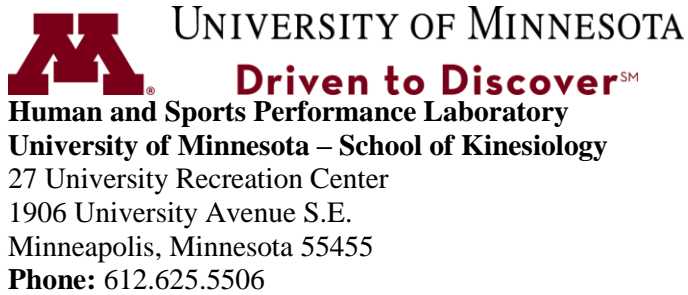 UNIVERSITY OF MINNESOTA
M®
Driven to Discover℠
Human and Sports Performance Laboratory
University of Minnesota – School of Kinesiology
27 University Recreation Center
1906 University Avenue S.E.
Minneapolis, Minnesota 55455
Phone: 612.625.5506